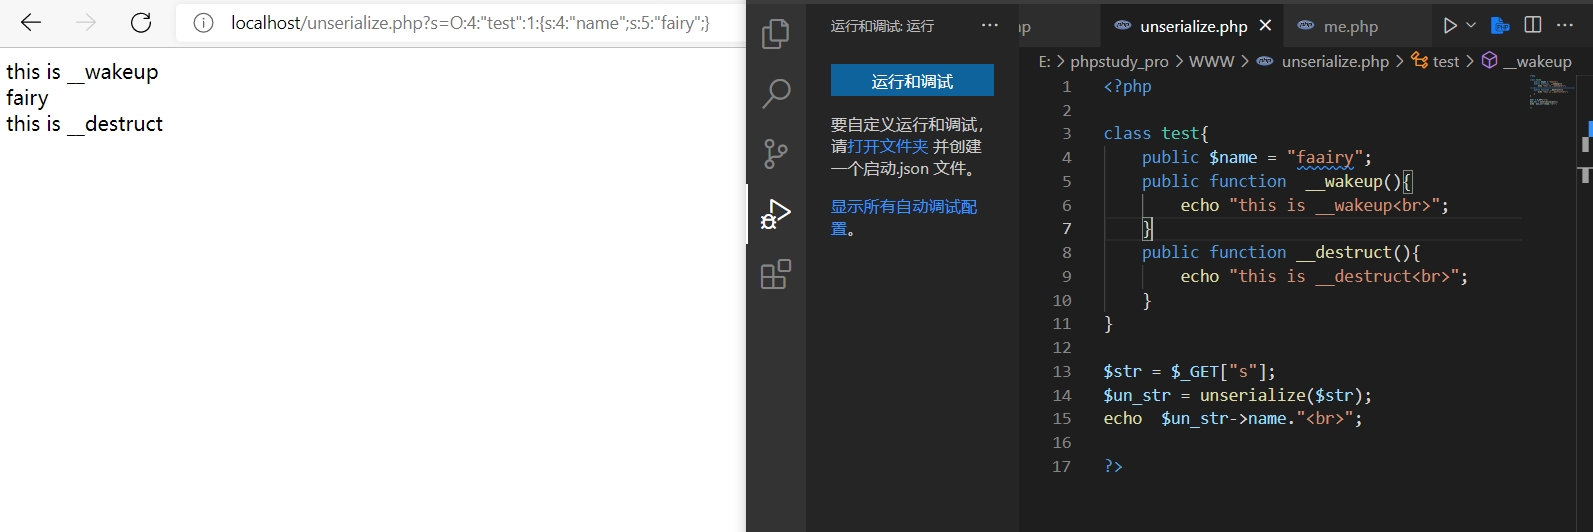 localhost/unserialize.php?s=O:4:"test":1:{s:4:"name";s:5:"fairy";}
this is __wakeup
fairy
this is __destruct
运行和调试: 运行
运行和调试
要自定义运行和调试，
请打开文件夹 并创建
一个启动.json 文件。
显示所有自动调试配
置。
unserialize.php
me.php
E: > phpstudy_pro > WWW > unserialize.php > test > __wakeup
1 <?php
2
3 class test{
4 public $name = "faairy";
5 public function  __wakeup(){
6 echo "this is __wakeup<br>";
7 }
8 public function __destruct(){
9 echo "this is __destruct<br>";
10 }
11 }
12
13 $str = $_GET["s"];
14 $un_str = unserialize($str);
15 echo  $un_str->name."<br>";
16
17 ?>